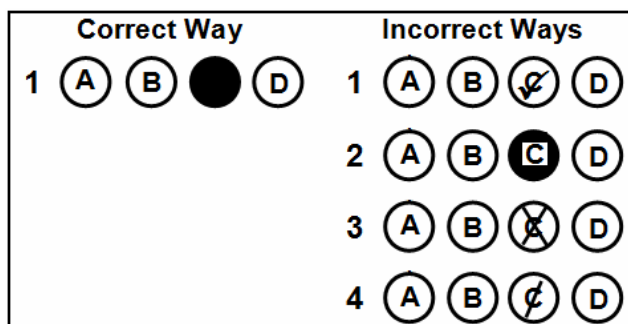 Correct Way
1 A B D
Incorrect Ways
1 A B C D
2 A B C D
3 A B C D
4 A B C D